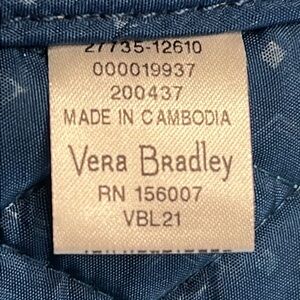 27735-12610
000019937
200437
MADE IN CAMBODIA
Vera Bradley
RN 156007
VBL21